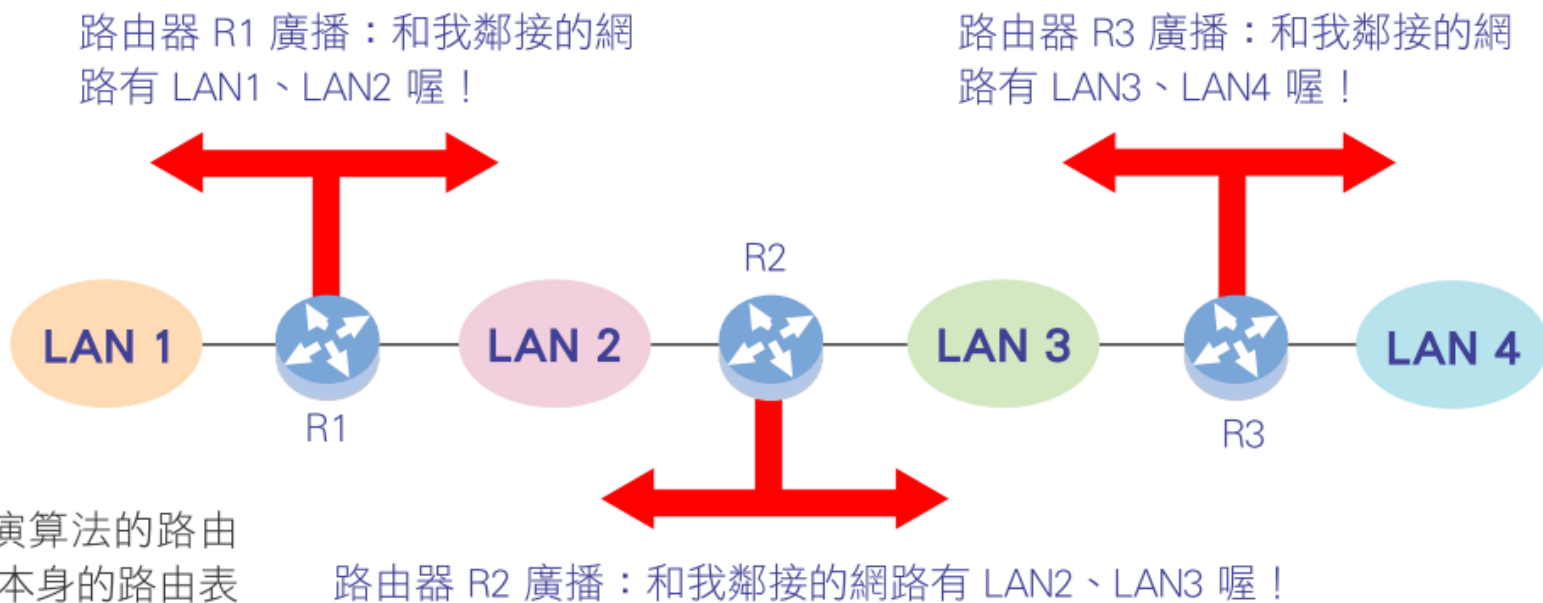 路由器 R1 廣播：和我鄰接的網
路有 LAN1、LAN2 喔！
路由器 R3 廣播：和我鄰接的網
路有 LAN3、LAN4 喔！
R2
LAN 1
LAN 2
LAN 3
LAN 4
R1
R3
演算法的路由
本身的路由表
路由器 R2 廣播：和我鄰接的網路有 LAN2、LAN3 喔！